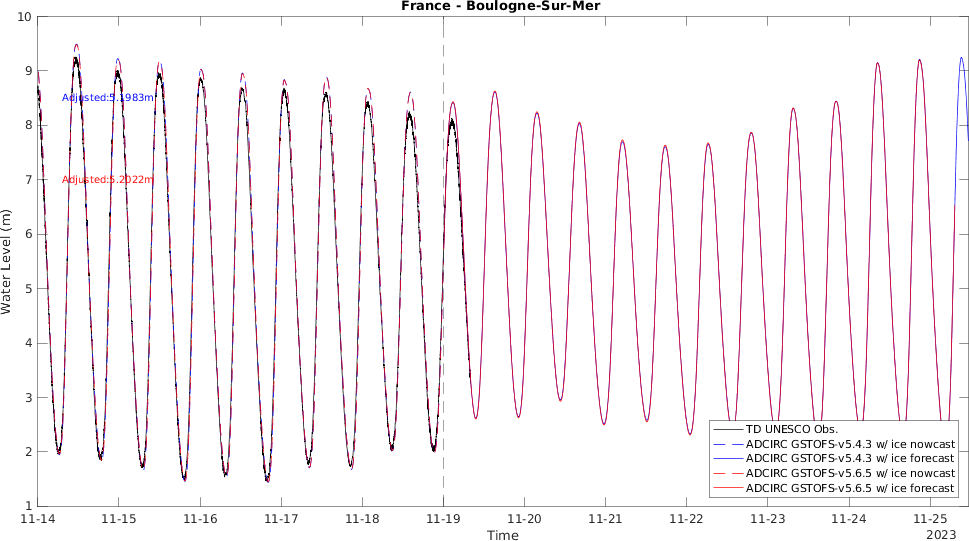 France - Boulogne-Sur-Mer
10
9
8
7
6
5
4
3
2
1
Water Level (m)
Adjusted:5.1983m
Adjusted:5.2022m
TD UNESCO Obs.
ADCIRC GSTOFS-v5.4.3 w/ ice nowcast
ADCIRC GSTOFS-v5.4.3 w/ ice forecast
ADCIRC GSTOFS-v5.6.5 w/ ice nowcast
ADCIRC GSTOFS-v5.6.5 w/ ice forecast
11-14 11-15 11-16 11-17 11-18 11-19 11-20 11-21 11-22 11-23 11-24 11-25
Time
2023